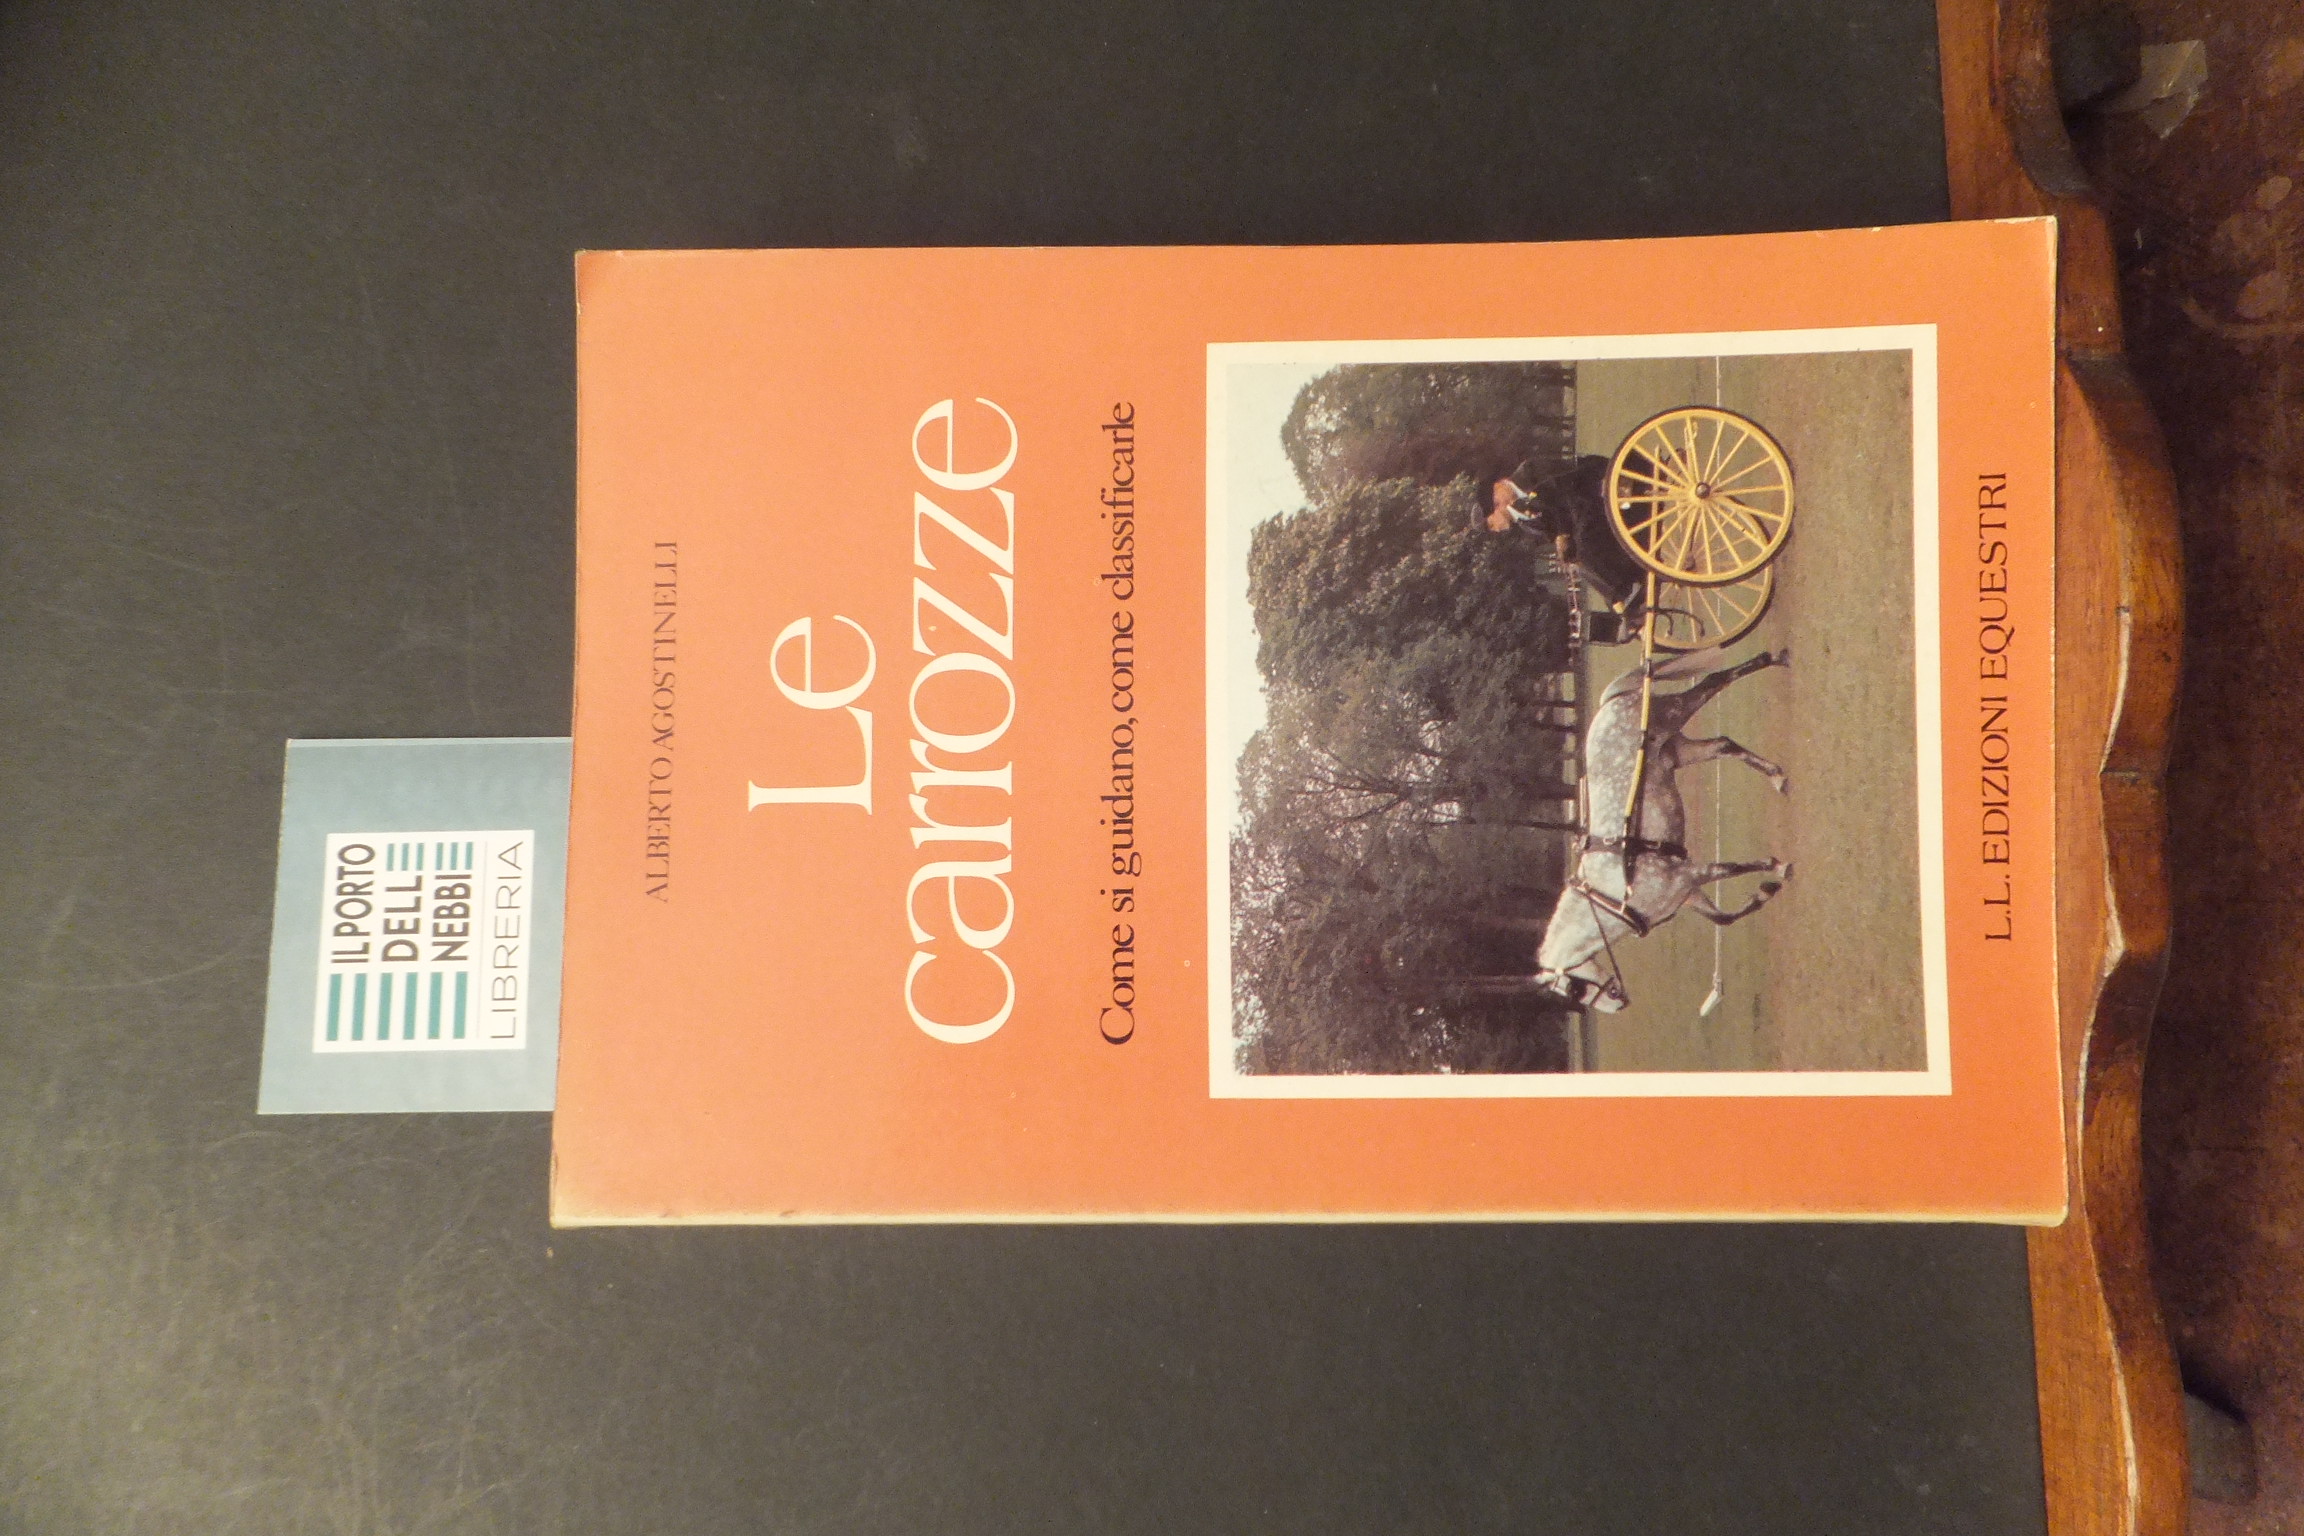 IL PORTO
DELLE
NEBBIE
LIBRERIA
ALBERTO AGOSTINELLI
Le
carrozze
Come si guidano, come classificarle
L.L. EDIZIONI EQUESTRI